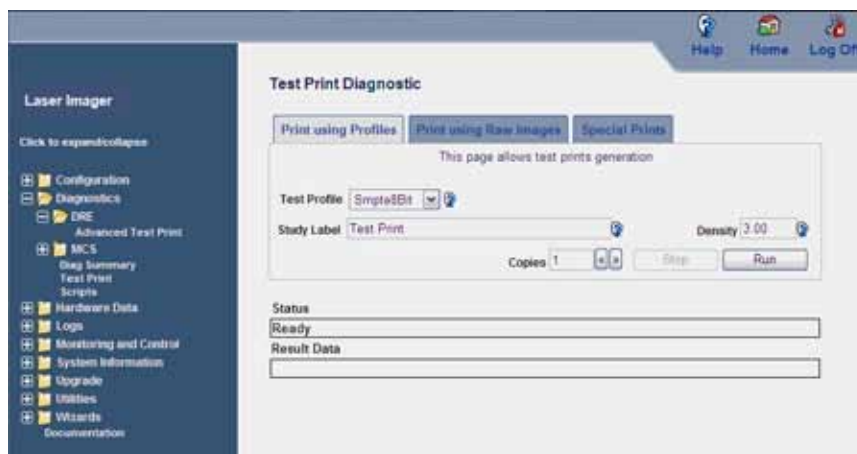 Help Home Log Of
Laser Imager
Click to expand/collapse
Configuration
Diagnostics
DRE
Advanced Test Print
MCS
Diag Summary
Test Print
Scripts
Hardware Data
Logs
Monitoring and Control
System Information
Upgrade
Utilities
Wizards
Documentation
Test Print Diagnostic
Print using Profiles Print using Raw Images Special Prints
This page allows test prints generation
Test Profile Smpte8Bit
Study Label Test Print Density 3.00
Copies 1 Stop Run
Status
Ready
Result Data